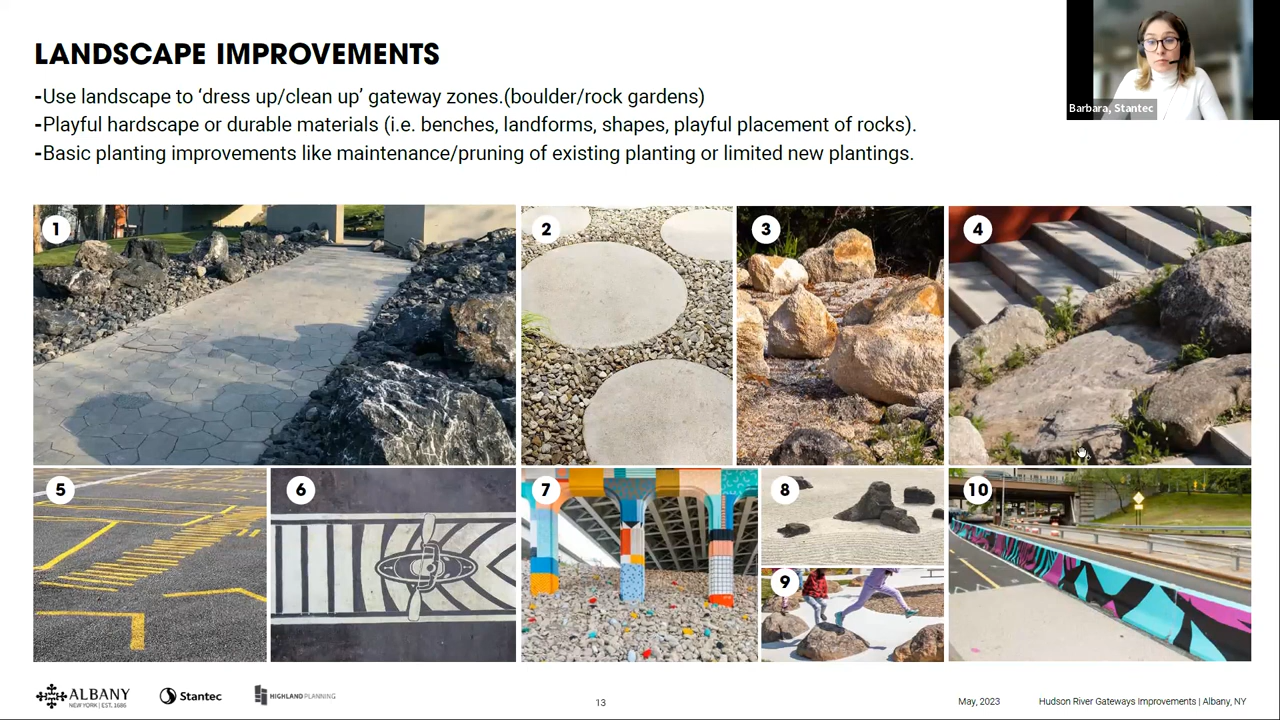 LANDSCAPE IMPROVEMENTS
-Use landscape to ‘dress up/clean up’ gateway zones.(boulder/rock gardens)
-Playful hardscape or durable materials (i.e. benches, landforms, shapes, playful placement of rocks).
-Basic planting improvements like maintenance/pruning of existing planting or limited new plantings.
Barbara, Stantec
1
2
3
4
5
6
7
8
9
10
ALBANY
NEW YORK | EST. 1686
Stantec
HIGHLAND PLANNING
13
May, 2023
Hudson River Gateways Improvements | Albany, NY